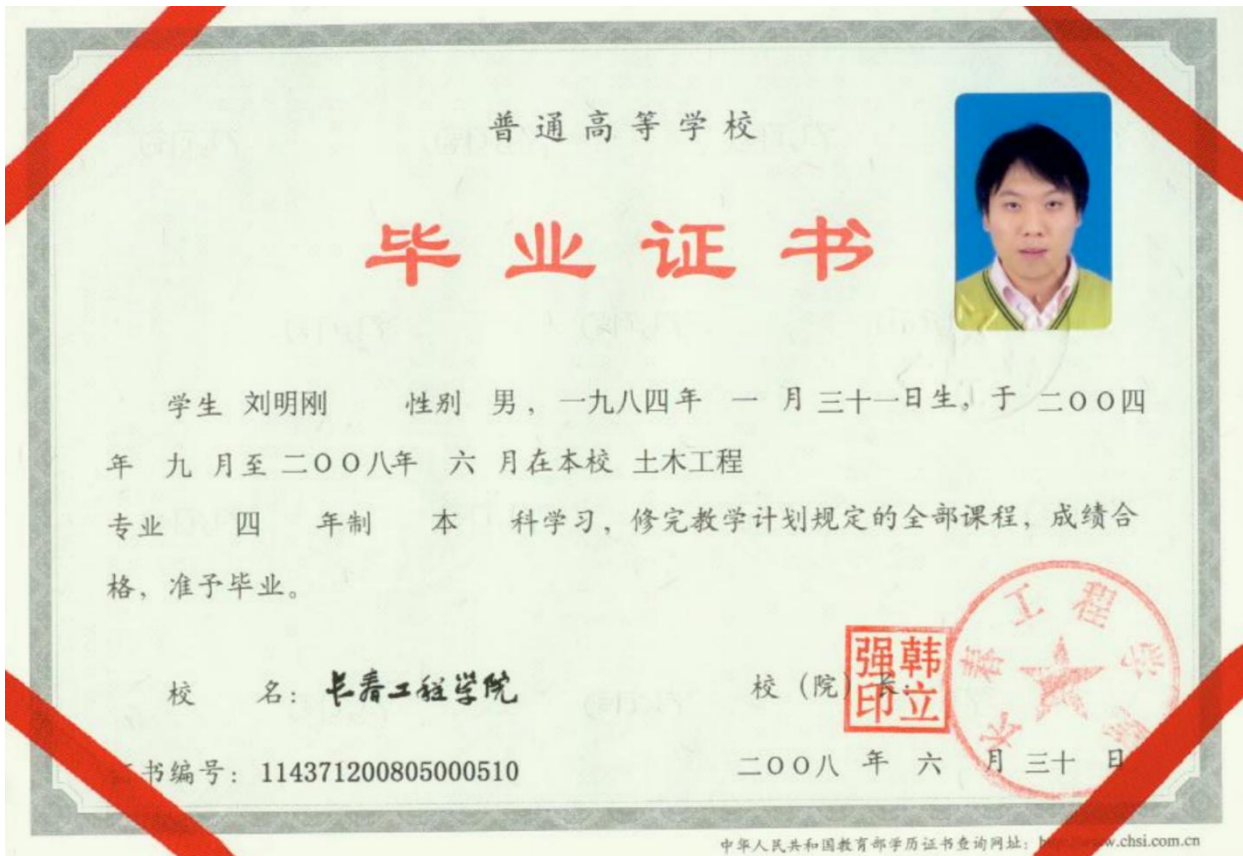 普通高等学校
毕业证书
学生 刘明刚 性别 男，一九八四年 一 月 三十一日生，于 二〇〇四
年 九 月至 二〇〇八年 六 月在本校 土木工程
专业 四 年制 本 科学习，修完教学计划规定的全部课程，成绩合
格，准予毕业。
校 名：长春工程学院
校（院）长：
韩立强印
长春工程学院
书编号：114371200805000510
二〇〇八 年 六 月 三十 日
中华人民共和国教育部学历证书查询网址：.chsi.com.cn